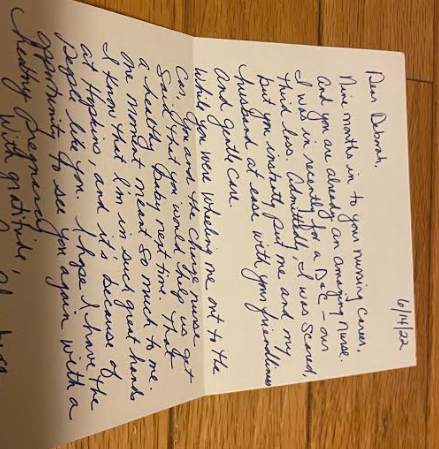 6/14/22
Dear Deborah,
Nine months in to your nursing career,
and you are already an amazing nurse.
I was in recently for a D&C – our
third loss. Admittedly, I was scared,
but you instantly put me and my
husband at ease with your friendliness
and gentle care.
While you were wheeling me out to the
car, you and the charge nurse
said that you would help us get
a healthy baby next time. That
one moment meant so much to me.
I know that I'm in such great hands
at Hopkins, and it's because of
people like you. I hope I have the
opportunity to see you again with a
healthy pregnancy.
With gratitude,